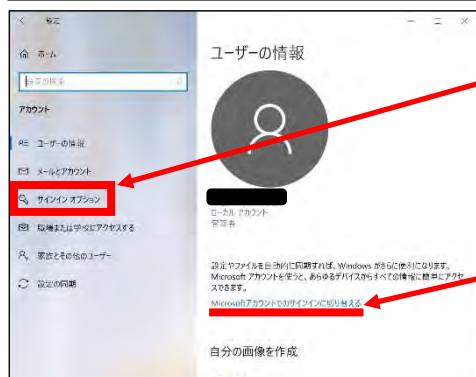 設定
ホーム
設定の検索
アカウント
ユーザーの情報
メールとアカウント
サインイン オプション
職場または学校にアクセスする
家族とその他のユーザー
設定の同期
ユーザーの情報
ローカル アカウント
管理者
設定やファイルを自動的に同期すれば、Windows がさらに便利になります。
Microsoft アカウントを使うと、あらゆるデバイスからすべての情報に簡単にアクセ
スできます。
Microsoftアカウントでのサインインに切り替える
自分の画像を作成